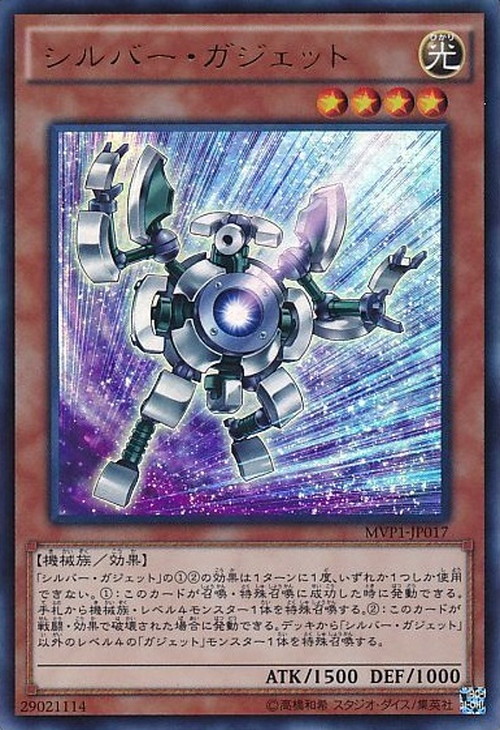 シルバー・ガジェット
光
MVP1-JP017
【機械族／効果】
「シルバー・ガジェット」の①②の効果は1ターンに1度、いずれか1つしか使用
できない。①：このカードが召喚・特殊召喚に成功した時に発動できる。
手札から機械族・レベル4モンスター1体を特殊召喚する。②：このカードが
戦闘・効果で破壊された場合に発動できる。デッキから「シルバー・ガジェット」
以外のレベル4の「ガジェット」モンスター1体を特殊召喚する。
ATK/1500 DEF/1000
29021114
©高橋和希 スタジオ・ダイス/集英社